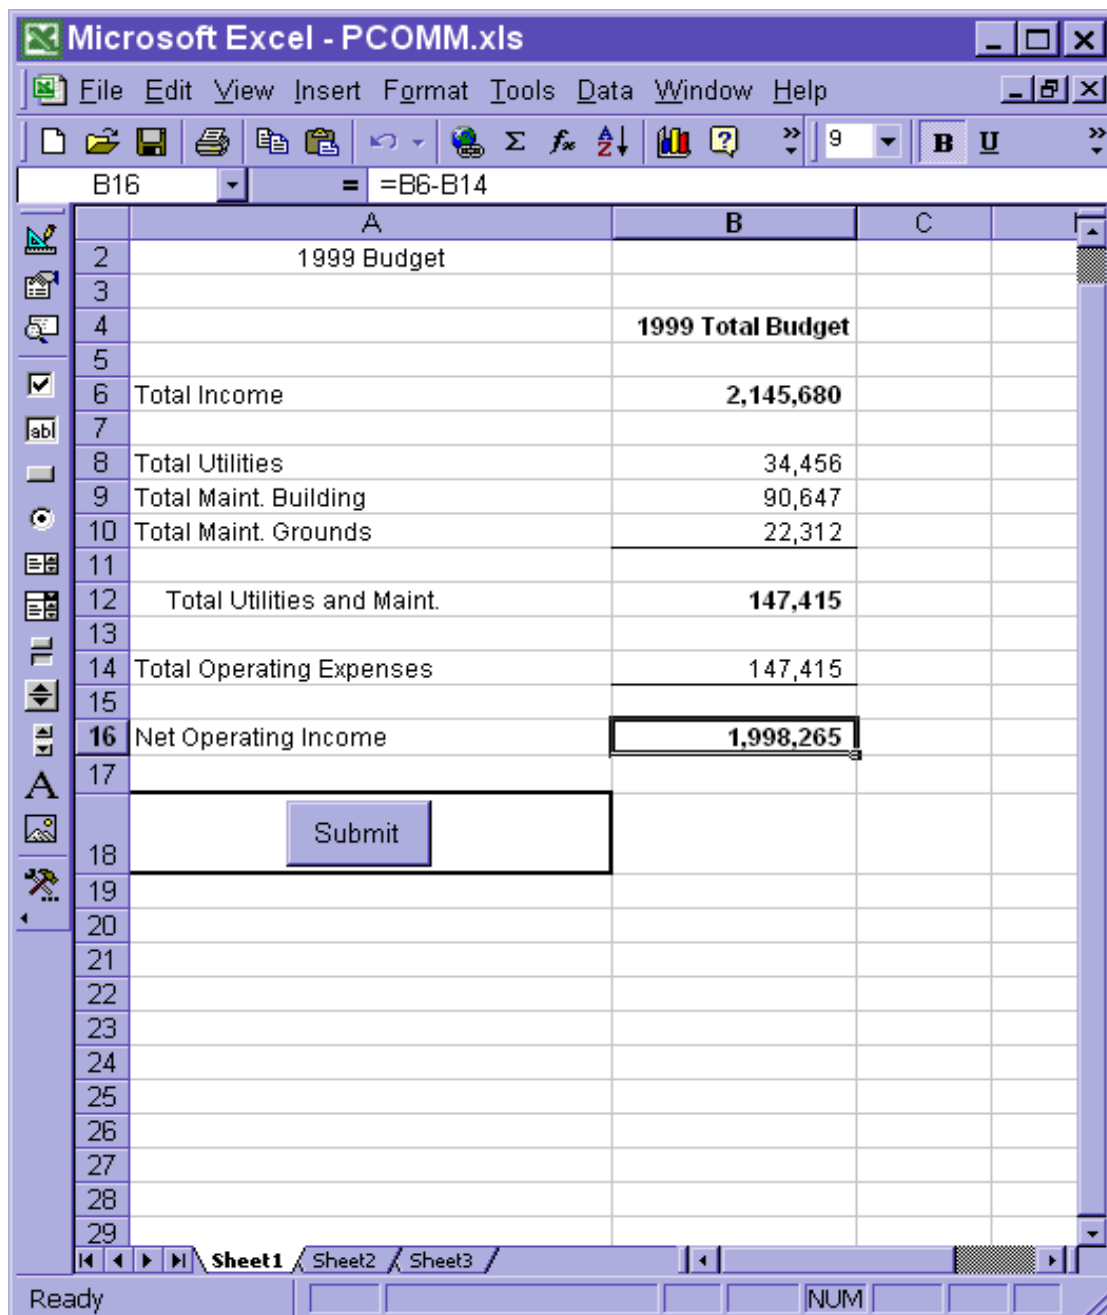 Microsoft Excel - PCOMM.xls
File Edit View Insert Format Tools Data Window Help
9 B U
B16 = =B6-B14
A B C
2 1999 Budget
3
4 1999 Total Budget
5
6 Total Income 2,145,680
7
8 Total Utilities 34,456
9 Total Maint. Building 90,647
10 Total Maint. Grounds 22,312
11
12 Total Utilities and Maint. 147,415
13
14 Total Operating Expenses 147,415
15
16 Net Operating Income 1,998,265
17
18 Submit
19
20
21
22
23
24
25
26
27
28
29
Sheet1 Sheet2 Sheet3
Ready NUM